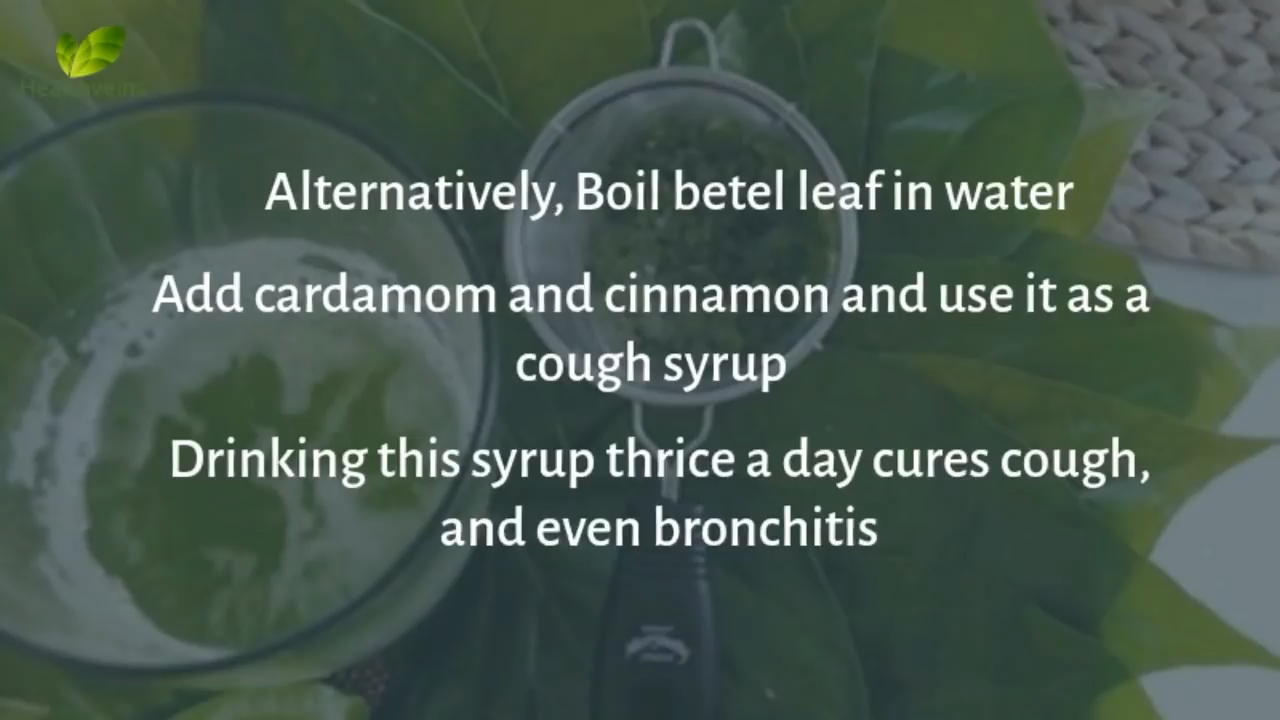 Alternatively, Boil betel leaf in water
Add cardamom and cinnamon and use it as a
cough syrup
Drinking this syrup thrice a day cures cough,
and even bronchitis